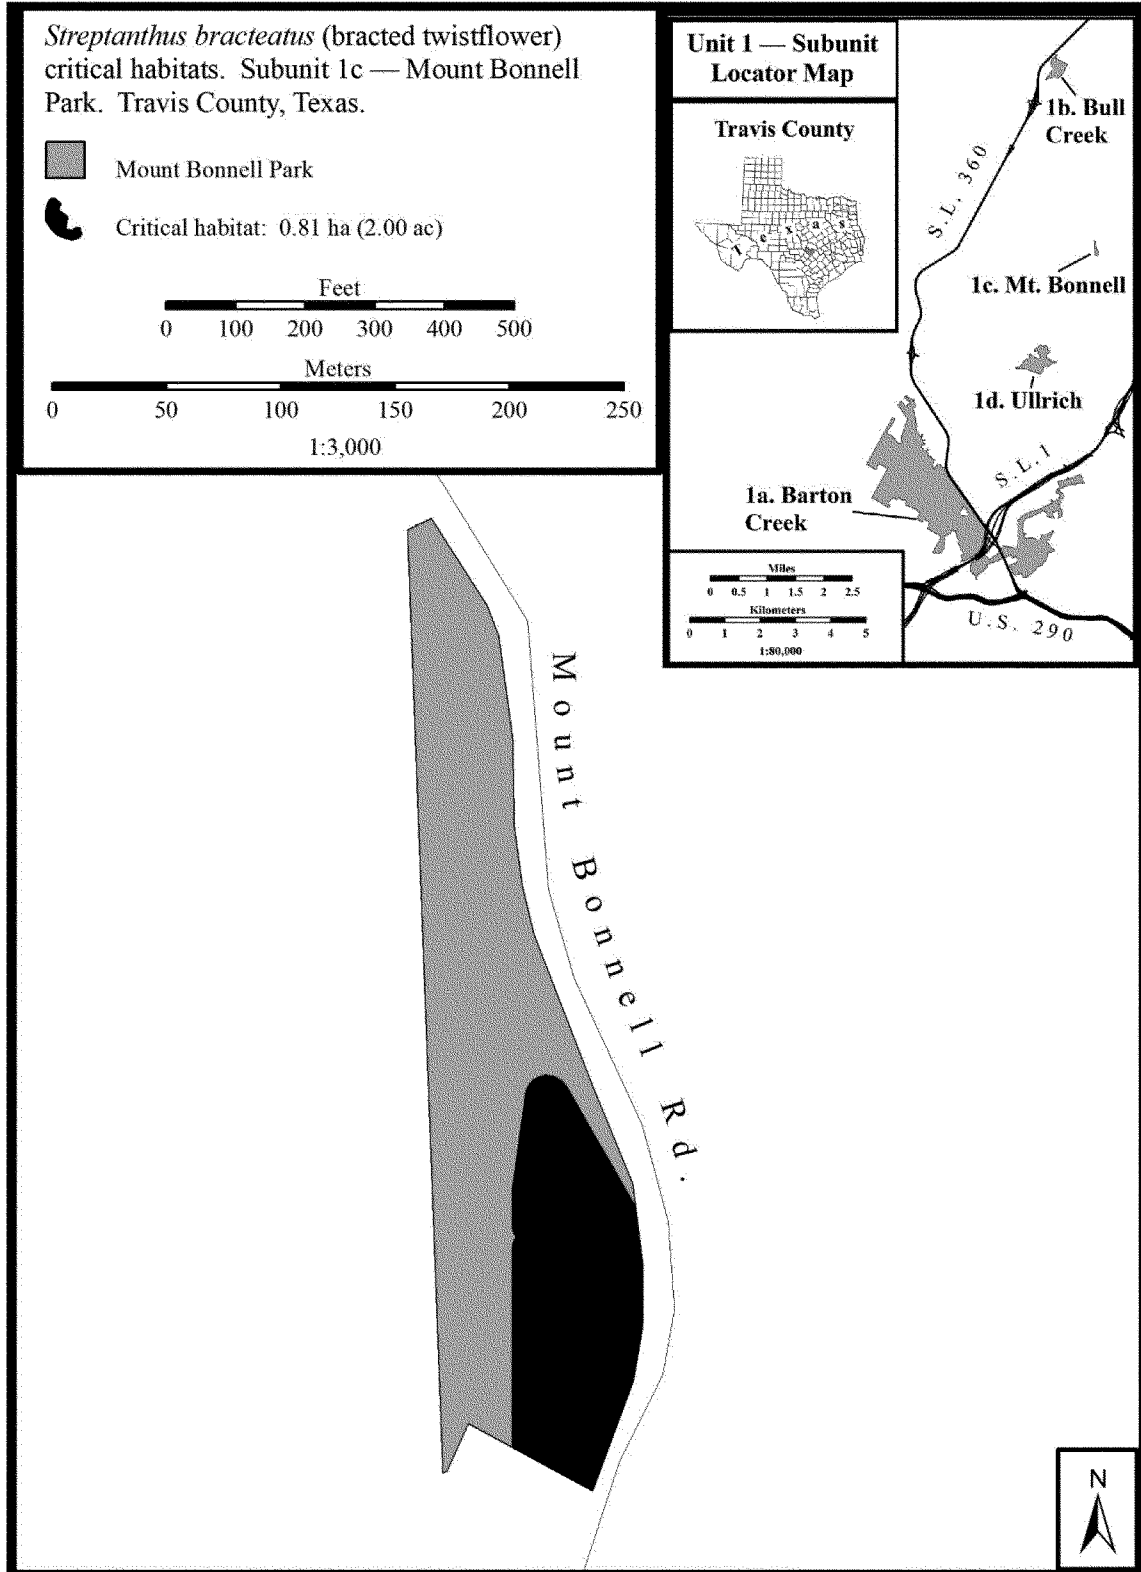 Streptanthus bracteatus (bracted twistflower)
critical habitats.  Subunit 1c — Mount Bonnell
Park.  Travis County, Texas.
Mount Bonnell Park
Critical habitat:  0.81 ha (2.00 ac)
Feet
0 100 200 300 400 500
Meters
0 50 100 150 200 250
1:3,000
Unit 1 — Subunit
Locator Map
Travis County
T e x a s
1b. Bull
Creek
S.L. 360
1c. Mt. Bonnell
1d. Ullrich
S.L.1
1a. Barton
Creek
Miles
0 0.5 1 1.5 2 2.5
Kilometers
0 1 2 3 4 5
1:80,000
U.S. 290
Mount Bonnell Rd.
N